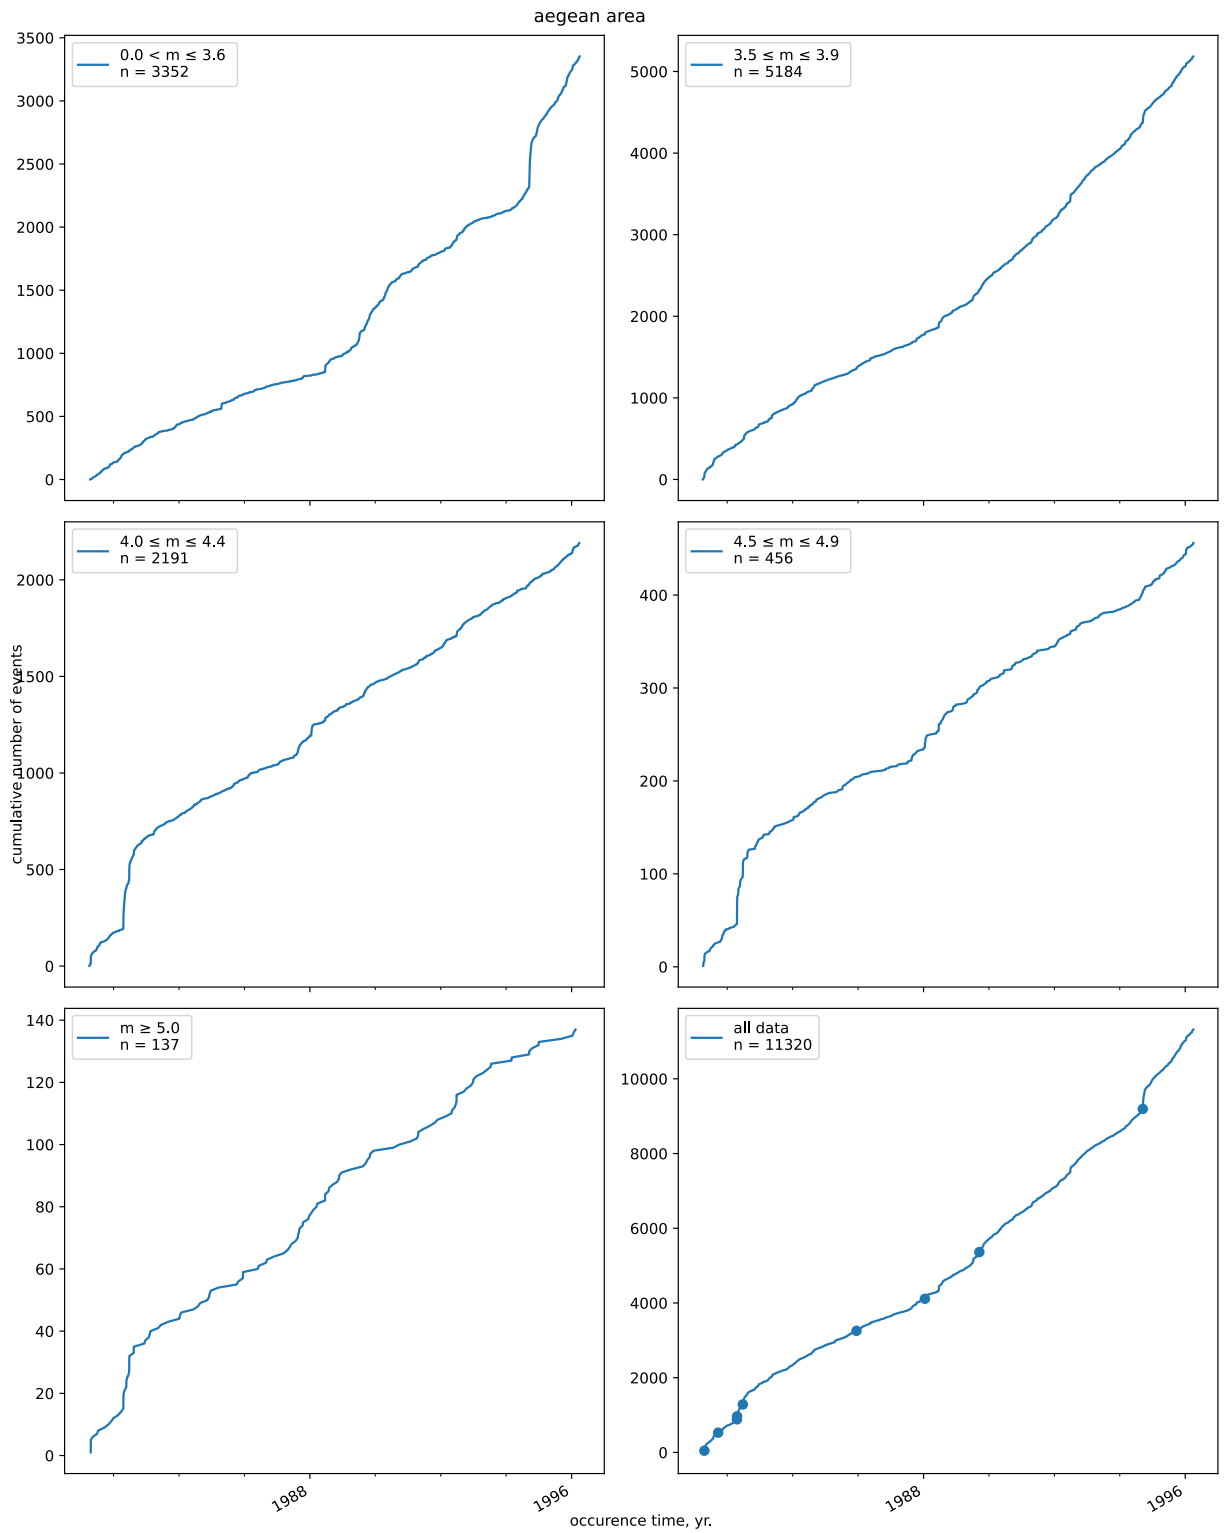 aegean area
0.0 < m ≤ 3.6
n = 3352
3500
3000
2500
2000
1500
1000
500
0
3.5 ≤ m ≤ 3.9
n = 5184
5000
4000
3000
2000
1000
0
4.0 ≤ m ≤ 4.4
n = 2191
2000
1500
1000
500
0
cumulative number of events
4.5 ≤ m ≤ 4.9
n = 456
400
300
200
100
0
m ≥ 5.0
n = 137
140
120
100
80
60
40
20
0
1988
1996
all data
n = 11320
10000
8000
6000
4000
2000
0
1988
1996
occurence time, yr.